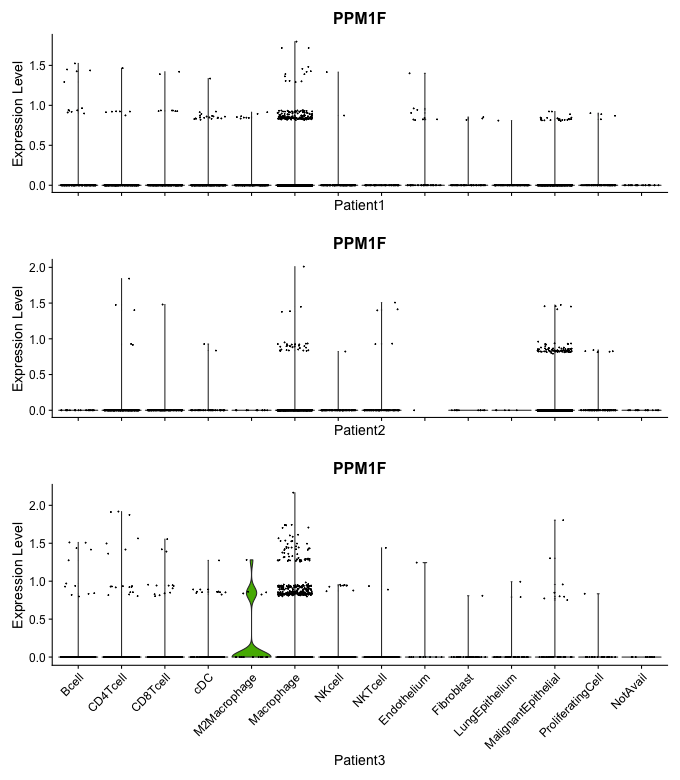 PPM1F
Expression Level
1.5
1.0
0.5
0.0
Patient1
PPM1F
Expression Level
2.0
1.5
1.0
0.5
0.0
Patient2
PPM1F
Expression Level
2.0
1.5
1.0
0.5
0.0
Bcell
CD4Tcell
CD8Tcell
cDC
M2Macrophage
Macrophage
NKcell
NKTcell
Endothelium
Fibroblast
LungEpithelium
MalignantEpithelial
ProliferatingCell
NotAvail
Patient3